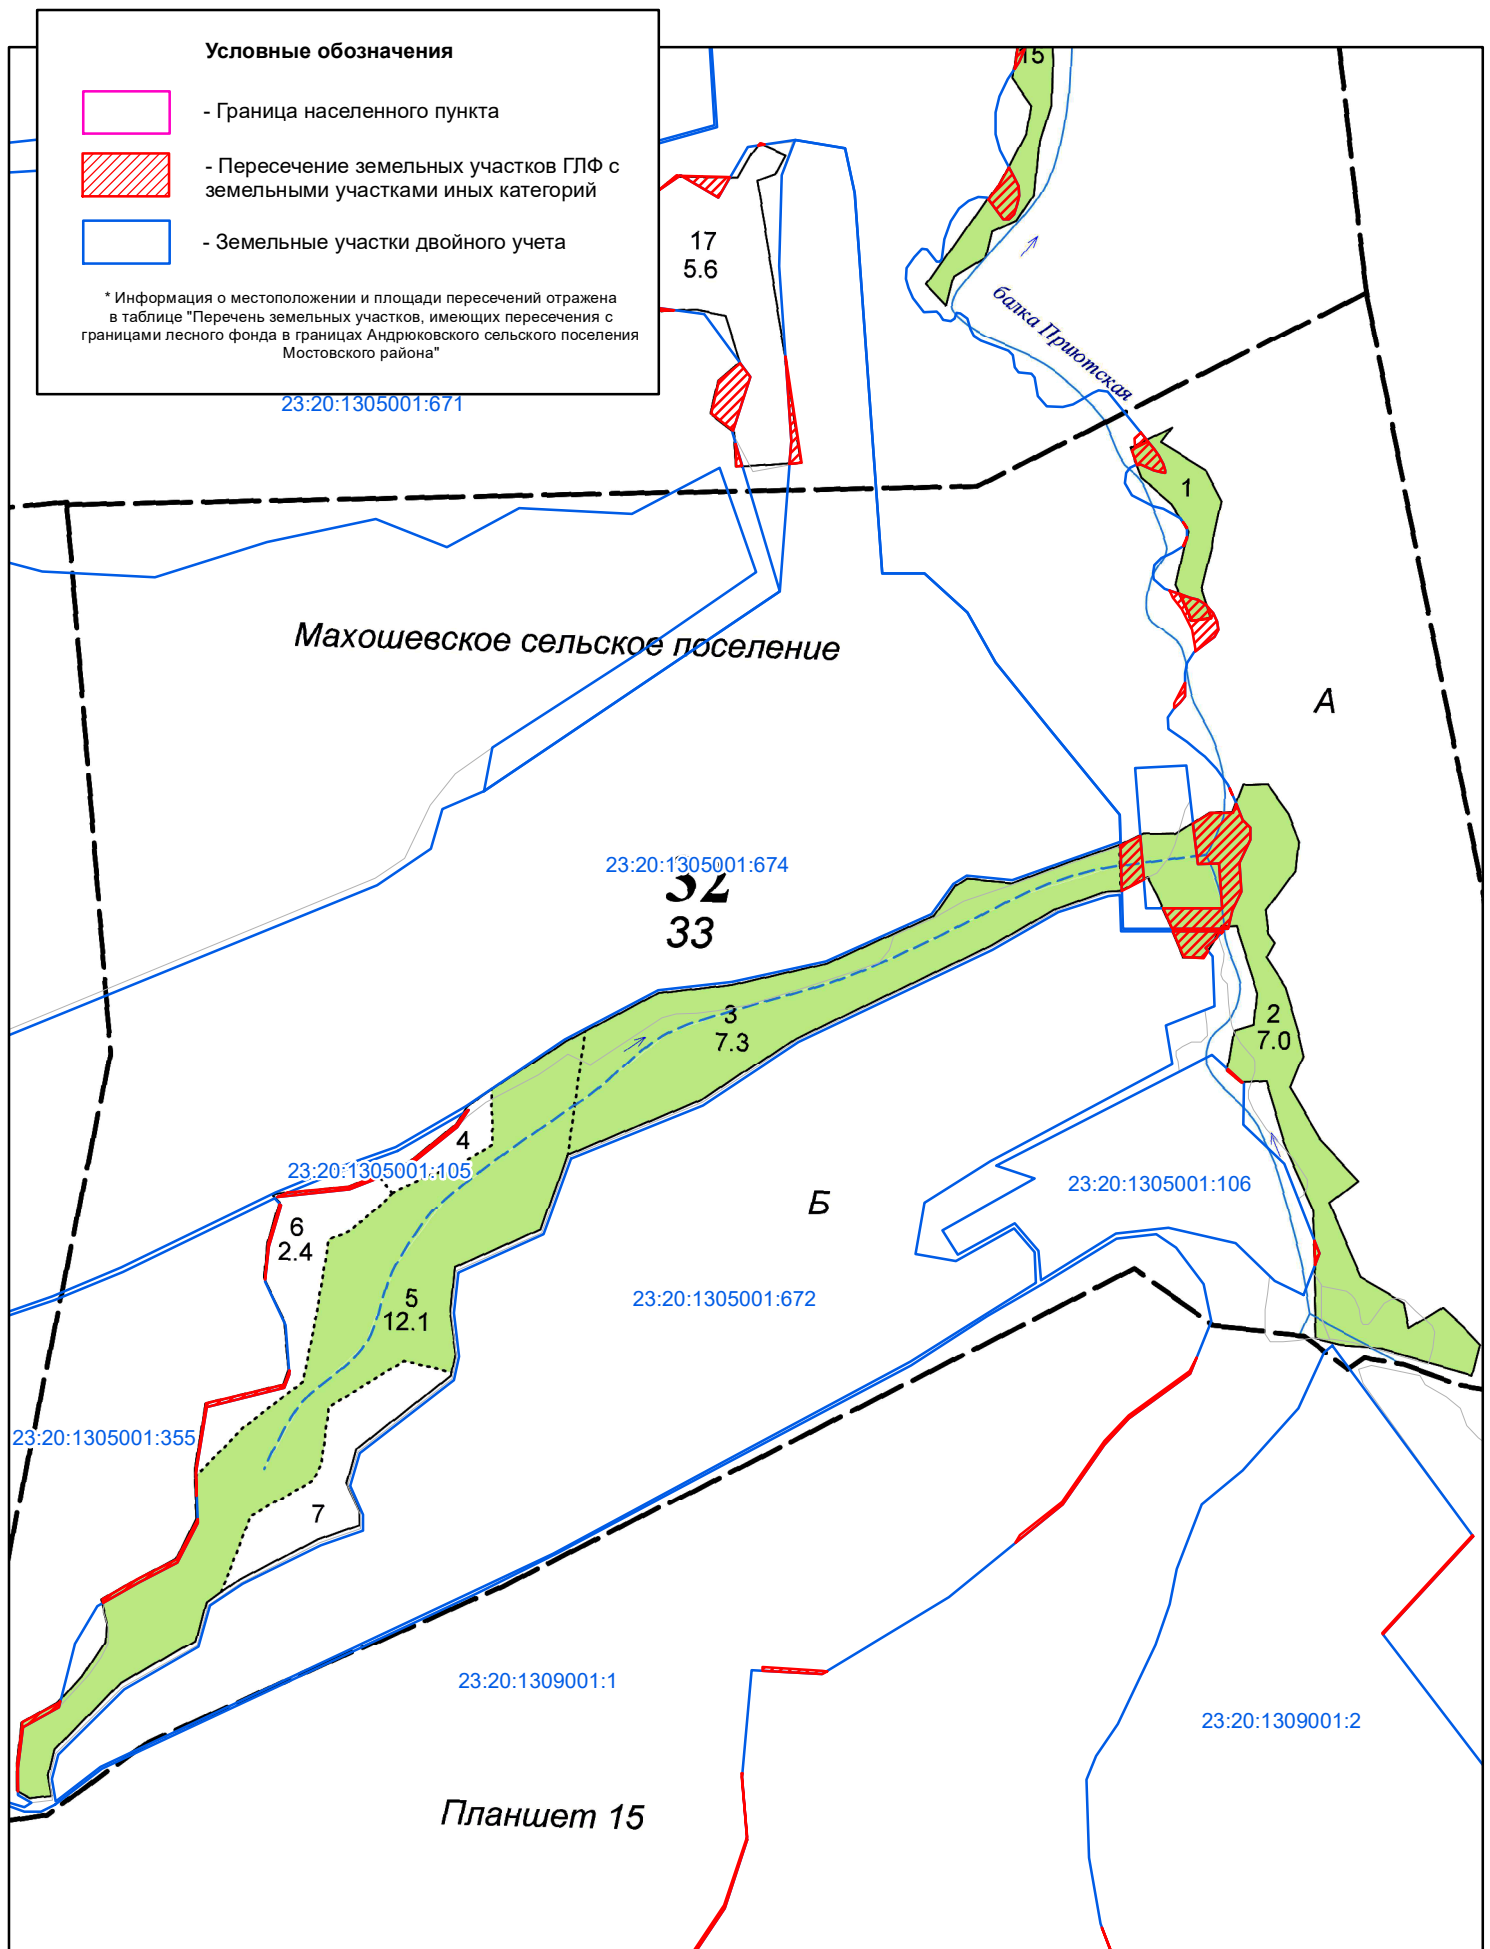 Условные обозначения
- Граница населенного пункта
- Пересечение земельных участков ГЛФ с
земельными участками иных категорий
- Земельные участки двойного учета
* Информация о местоположении и площади пересечений отражена
в таблице "Перечень земельных участков, имеющих пересечения с
границами лесного фонда в границах Андрюковского сельского поселения
Мостовского района"
15
17
5.6
балка Приютская
23:20:1305001:671
1
Махошевское сельское поселение
А
23:20:1305001:674
32
33
3
7.3
2
7.0
4
23:20:1305001:105
23:20:1305001:106
Б
6
2.4
5
12.1
23:20:1305001:672
23:20:1305001:355
7
23:20:1309001:1
23:20:1309001:2
Планшет 15